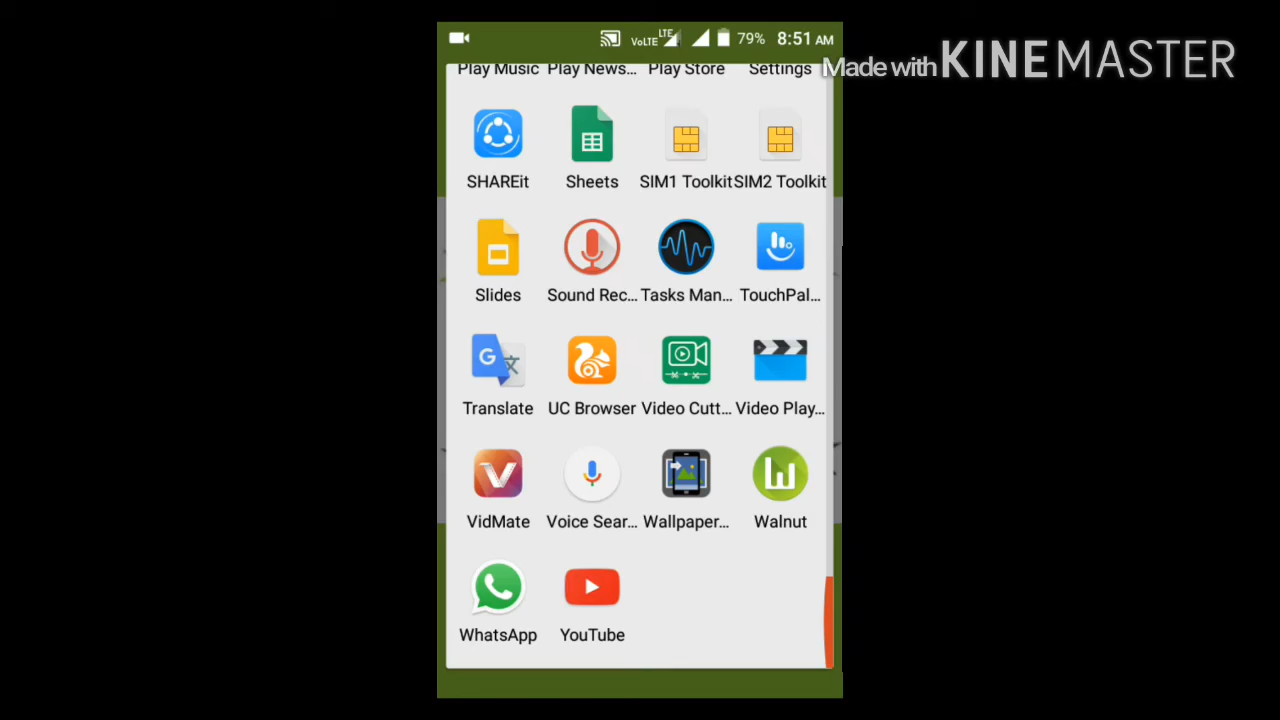 VoLTE LTE 79% 8:51 AM
Made with KINEMASTER
Play Music Play News... Play Store Settings
SHAREit Sheets SIM1 Toolkit SIM2 Toolkit
Slides Sound Rec... Tasks Man... TouchPal...
G
Translate UC Browser Video Cutt... Video Play...
VidMate Voice Sear... Wallpaper... Walnut
WhatsApp YouTube